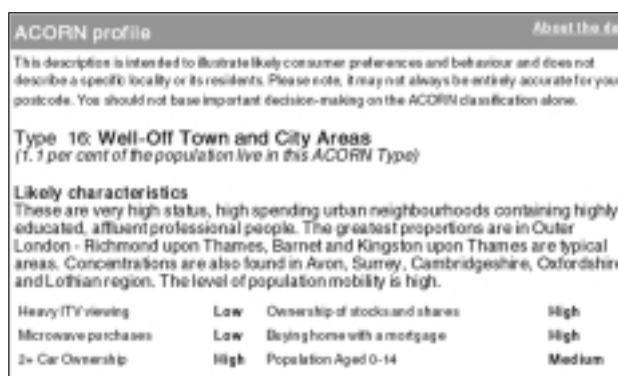 ACORN profile About the da
This description is intended to illustrate likely consumer preferences and behaviour and does not
describe a specific locality or its residents. Please note, it may not always be entirely accurate for your
postcode. You should not base important decision-making on the ACORN classification alone.
Type 16: Well-Off Town and City Areas
(1.1 per cent of the population live in this ACORN Type)
Likely characteristics
These are very high status, high spending urban neighbourhoods containing highly
educated, affluent professional people. The greatest proportions are in Outer
London - Richmond upon Thames, Barnet and Kingston upon Thames are typical
areas. Concentrations are also found in Avon, Surrey, Cambridgeshire, Oxfordshire
and Lothian region. The level of population mobility is high.
Heavy ITV viewing Low Ownership of stocks and shares High
Microwave purchases Low Buying home with a mortgage High
2+ Car Ownership High Population Aged 0-14 Medium